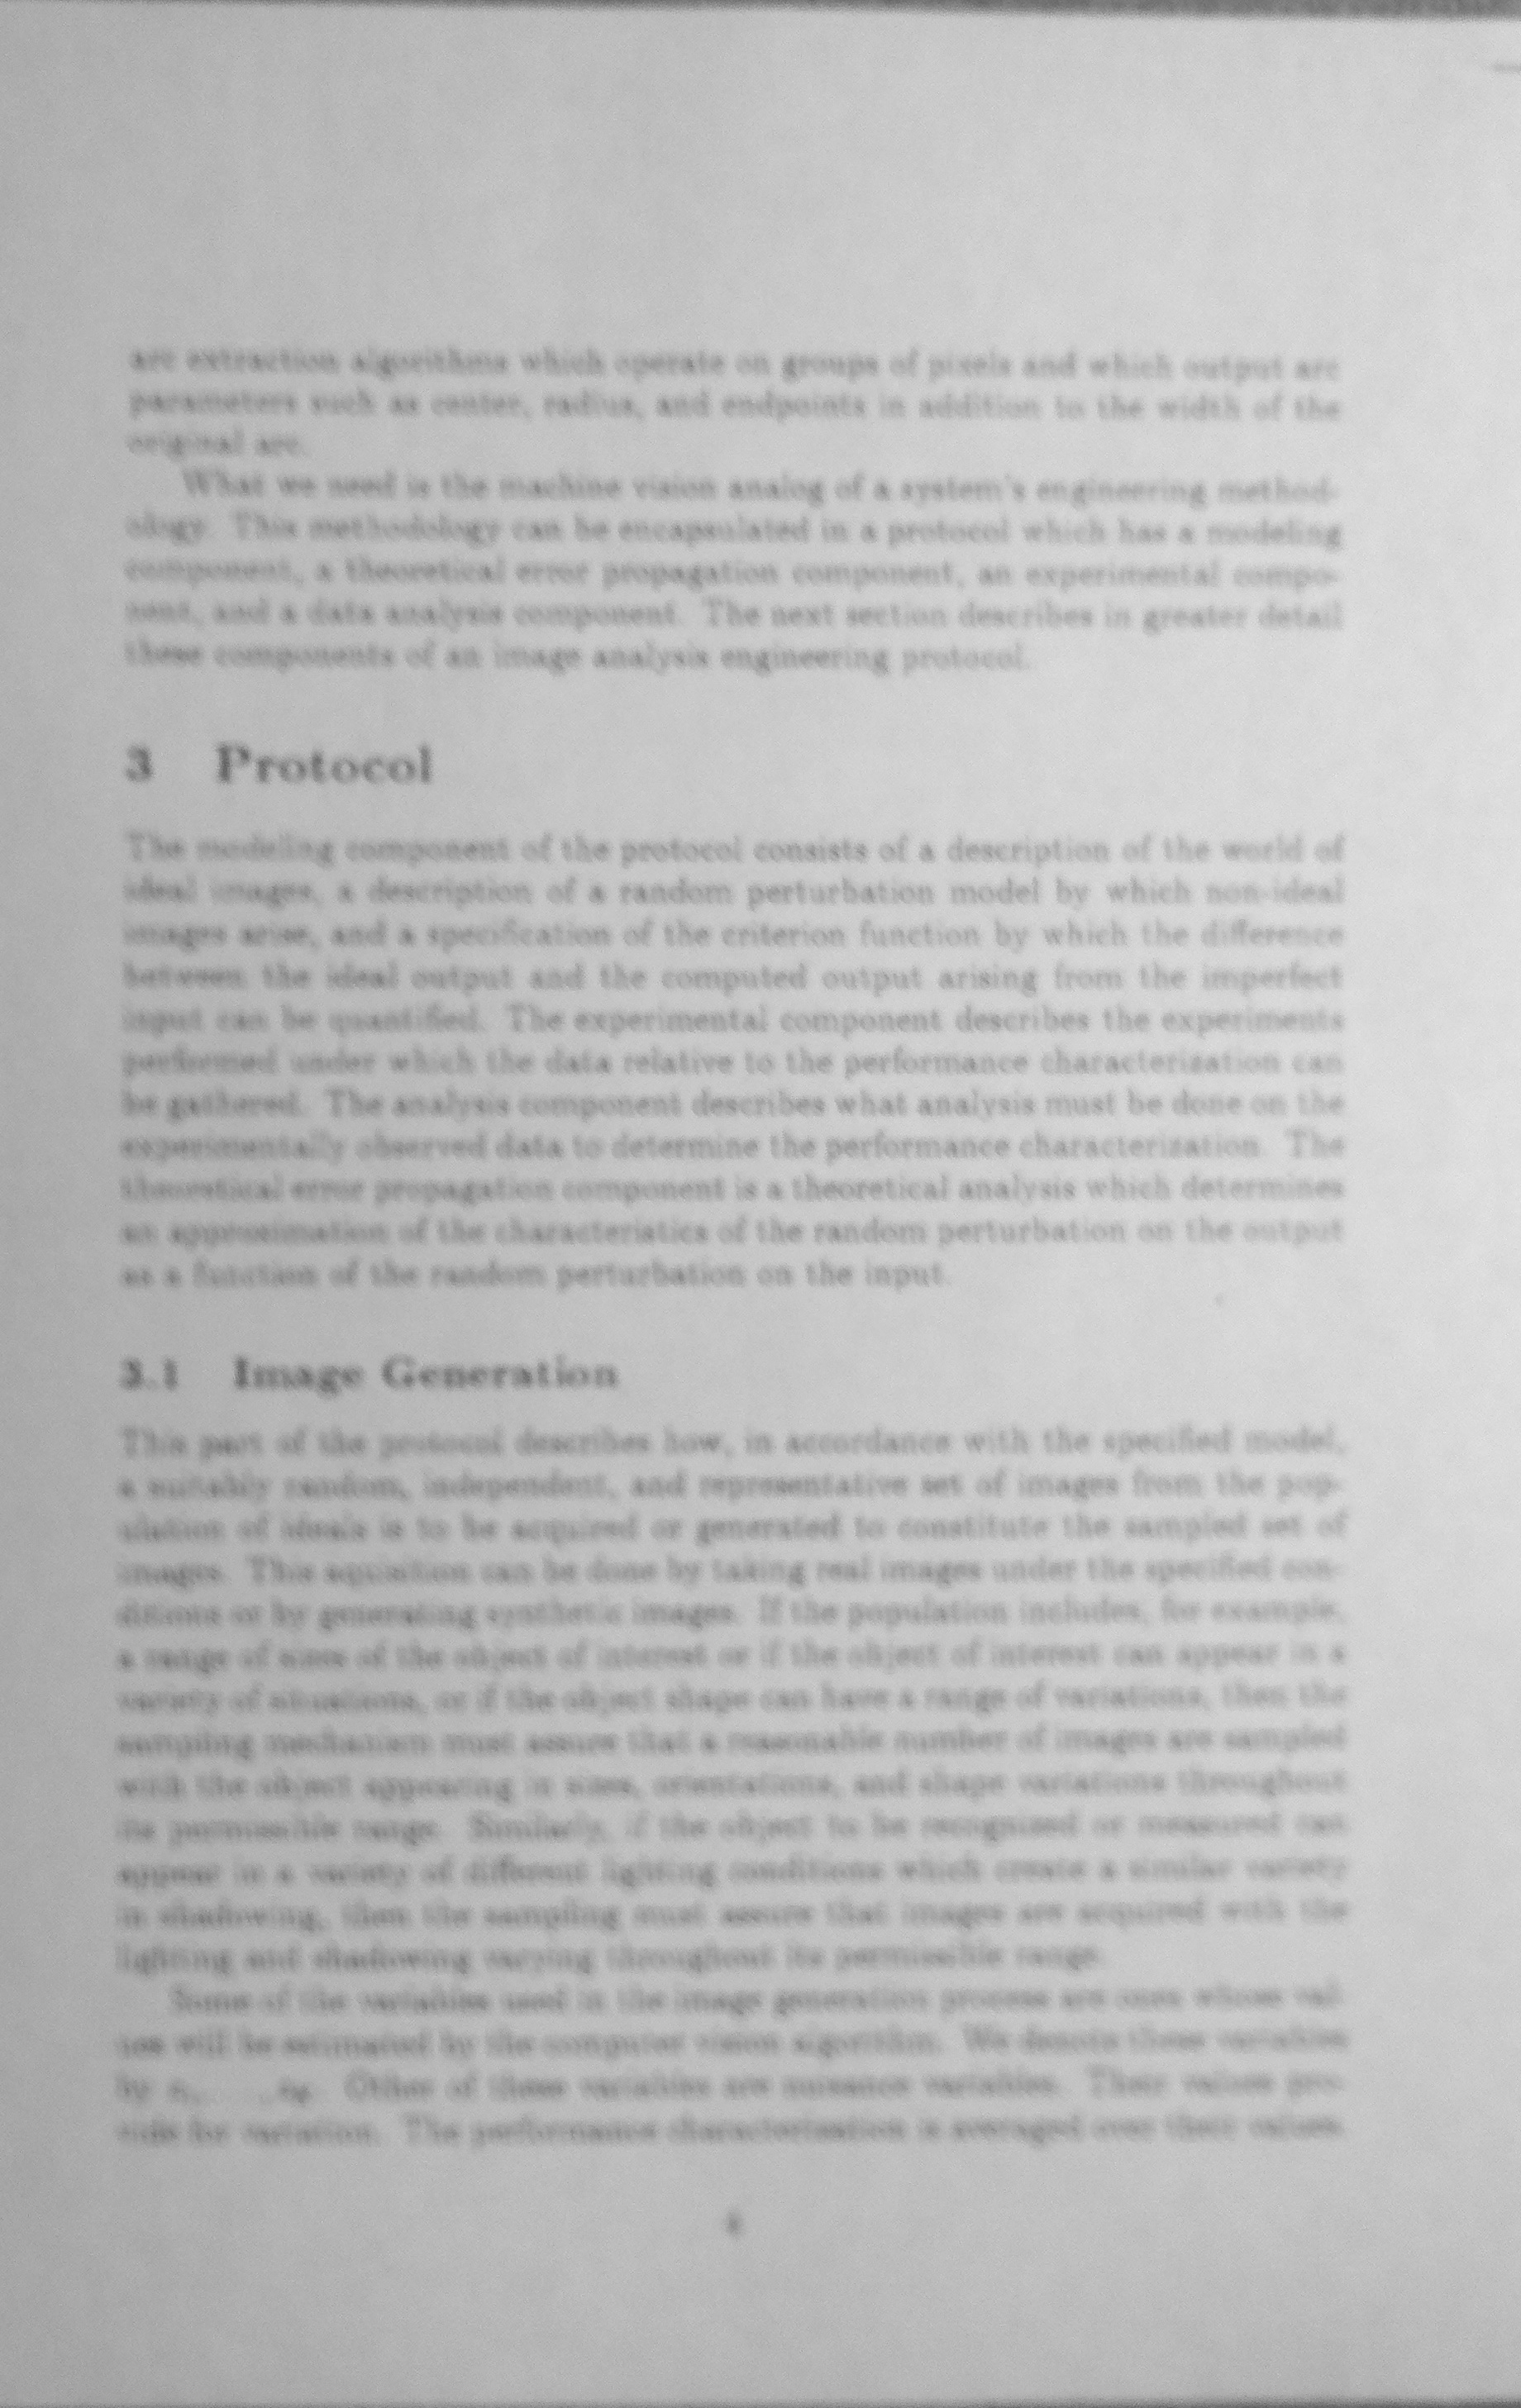 arc extraction algorithms which operate on groups of pixels and which output arc
parameters such as center, radius, and endpoints in addition to the width of the
original arc.
What we need is the machine vision analog of a system's engineering method-
ology. This methodology can be encapsulated in a protocol which has a modeling
component, a theoretical error propagation component, an experimental compo-
nent, and a data analysis component. The next section describes in greater detail
these components of an image analysis engineering protocol.
3 Protocol
The modeling component of the protocol consists of a description of the world of
ideal images, a description of a random perturbation model by which non-ideal
images arise, and a specification of the criterion function by which the difference
between the ideal output and the computed output arising from the imperfect
input can be quantified. The experimental component describes the experiments
performed under which the data relative to the performance characterization can
be gathered. The analysis component describes what analysis must be done on the
experimentally observed data to determine the performance characterization. The
theoretical error propagation component is a theoretical analysis which determines
an approximation of the characteristics of the random perturbation on the output
as a function of the random perturbation on the input.
3.1 Image Generation
This part of the protocol describes how, in accordance with the specified model,
a suitably random, independent, and representative set of images from the pop-
ulation of ideals is to be acquired or generated to constitute the sampled set of
images. This aquisition can be done by taking real images under the specified con-
ditions or by generating synthetic images. If the population includes, for example,
a range of sizes of the object of interest or if the object of interest can appear in a
variety of situations, or if the object shape can have a range of variations, then the
sampling mechanism must assure that a reasonable number of images are sampled
with the object appearing in sizes, orientations, and shape variations throughout
its permissible range. Similarly, if the object to be recognized or measured can
appear in a variety of different lighting conditions which create a similar variety
in shadowing, then the sampling must assure that images are acquired with the
lighting and shadowing varying throughout its permissible range.
Some of the variables used in the image generation process are ones whose val-
ues will be estimated by the computer vision algorithm. We denote these variables
by Other of these variables are nuisance variables. Their values pro-
vide for variation. The performance characterization is averaged over their values.